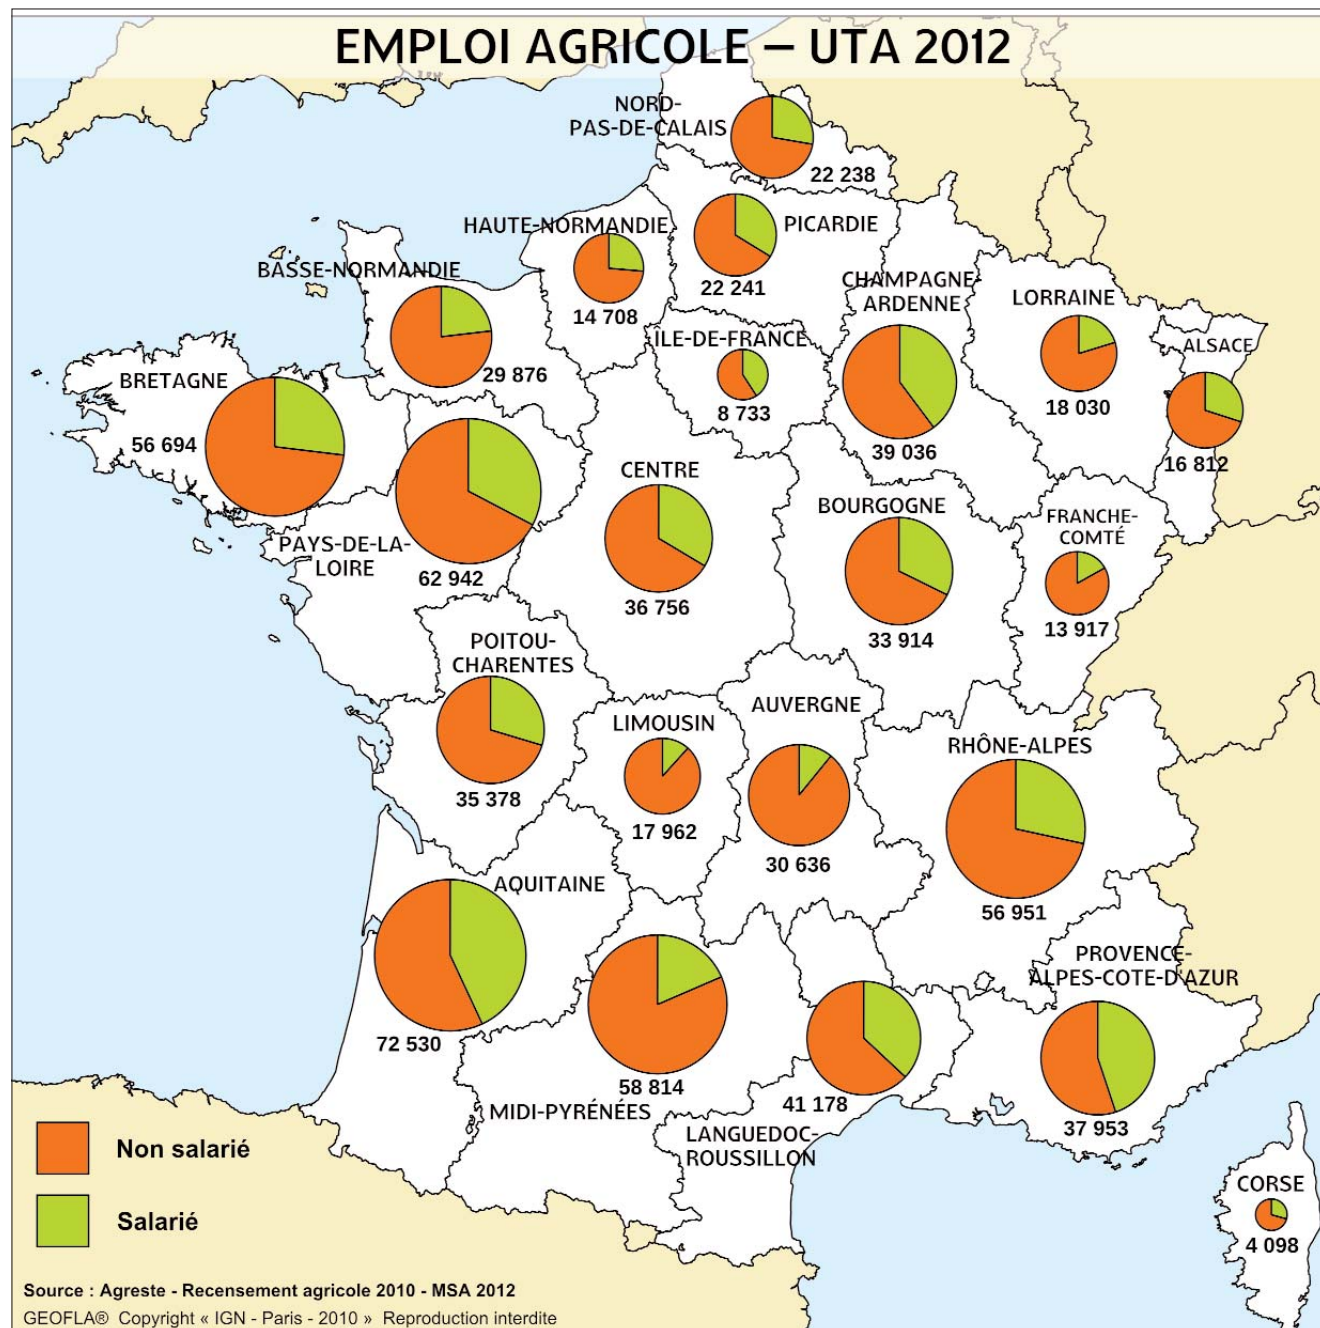 EMPLOI AGRICOLE – UTA 2012
NORD-
PAS-DE-CALAIS
22 238
HAUTE-NORMANDIE
14 708
PICARDIE
22 241
BASSE-NORMANDIE
29 876
CHAMPAGNE-
ARDENNE
39 036
LORRAINE
18 030
ILE-DE-FRANCE
8 733
ALSACE
16 812
BRETAGNE
56 694
PAYS-DE-LA-
LOIRE
62 942
CENTRE
36 756
BOURGOGNE
33 914
FRANCHE-
COMTÉ
13 917
POITOU-
CHARENTES
35 378
LIMOUSIN
17 962
AUVERGNE
30 636
RHÔNE-ALPES
56 951
AQUITAINE
72 530
MIDI-PYRÉNÉES
58 814
LANGUEDOC-
ROUSSILLON
41 178
PROVENCE-
ALPES-COTE-D'AZUR
37 953
CORSE
4 098
Non salarié
Salarié
Source : Agreste - Recensement agricole 2010 - MSA 2012
GEOFLA® Copyright « IGN - Paris - 2010 » Reproduction interdite